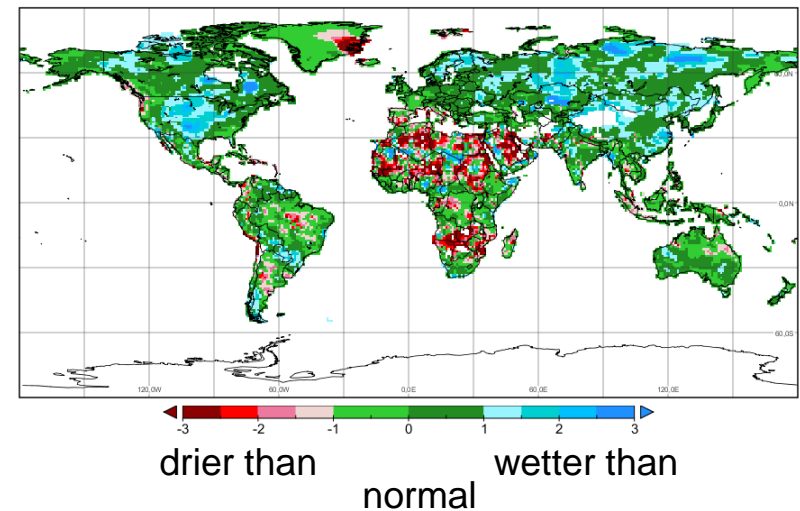 60.0N
0.0N
60.0S
120.0W 60.0W 0.0E 60.0E 120.0E
-3 -2 -1 0 1 2 3
drier than wetter than
normal